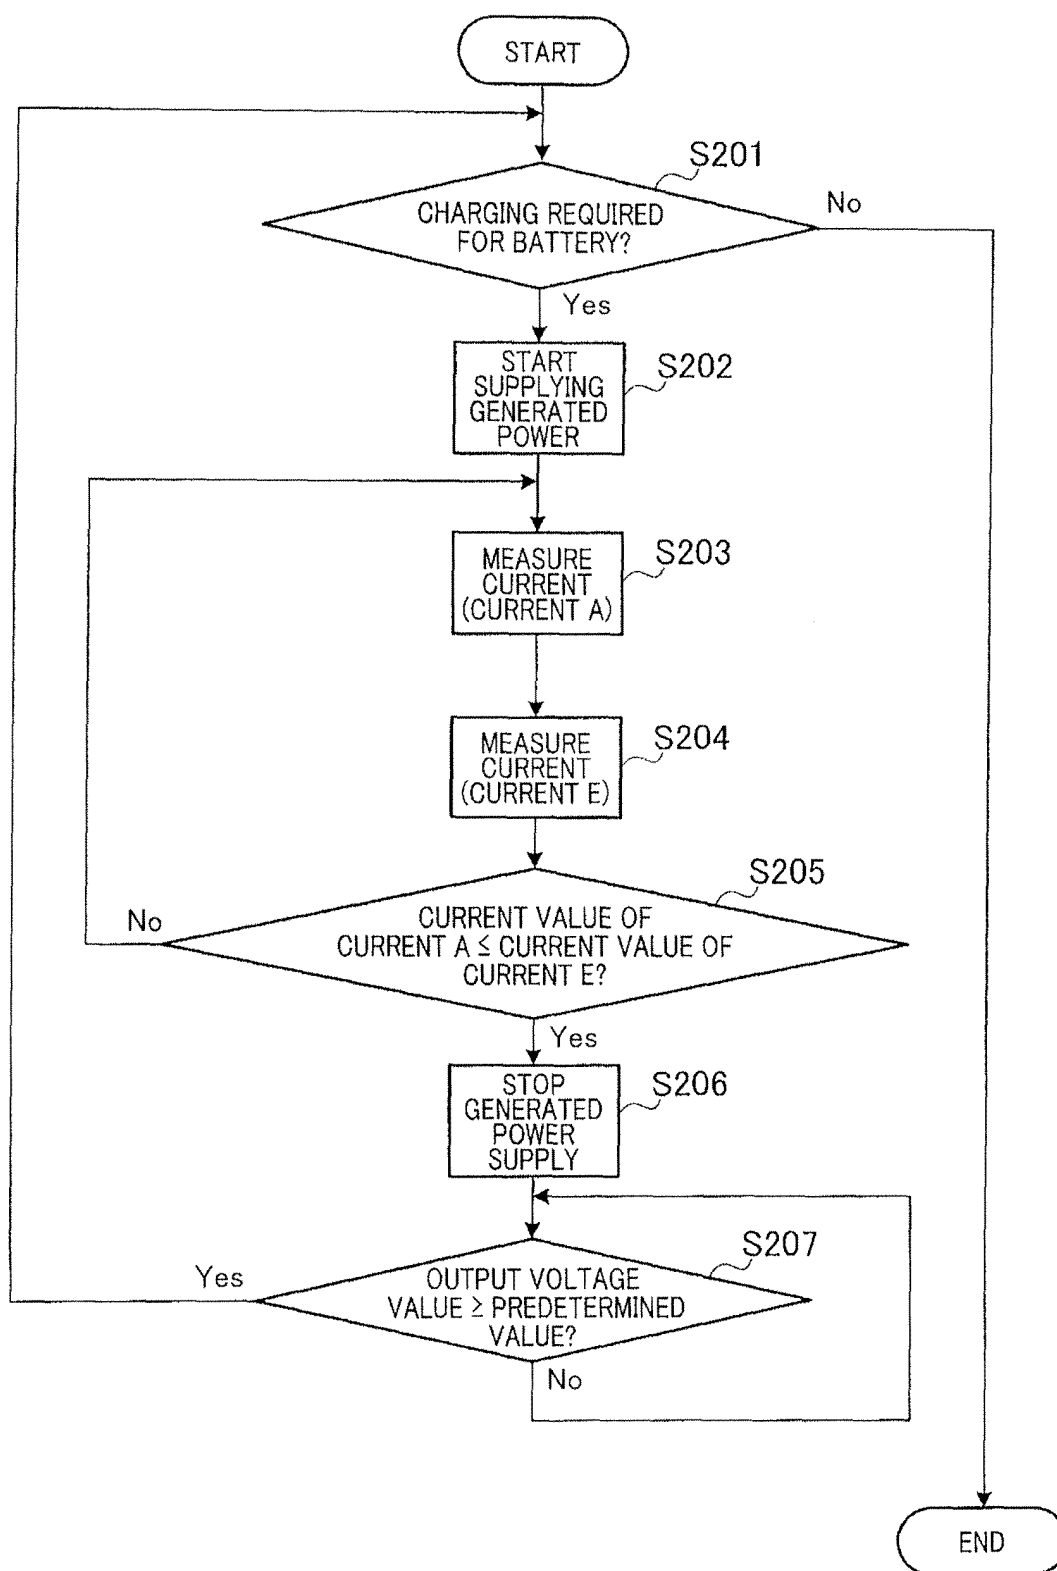 START
S201
CHARGING REQUIRED
FOR BATTERY?
No
Yes
START
SUPPLYING
GENERATED
POWER
S202
MEASURE
CURRENT
(CURRENT A)
S203
MEASURE
CURRENT
(CURRENT E)
S204
S205
No
CURRENT VALUE OF
CURRENT A ≤ CURRENT VALUE OF
CURRENT E?
Yes
STOP
GENERATED
POWER
SUPPLY
S206
S207
Yes
OUTPUT VOLTAGE
VALUE ≥ PREDETERMINED
VALUE?
No
END